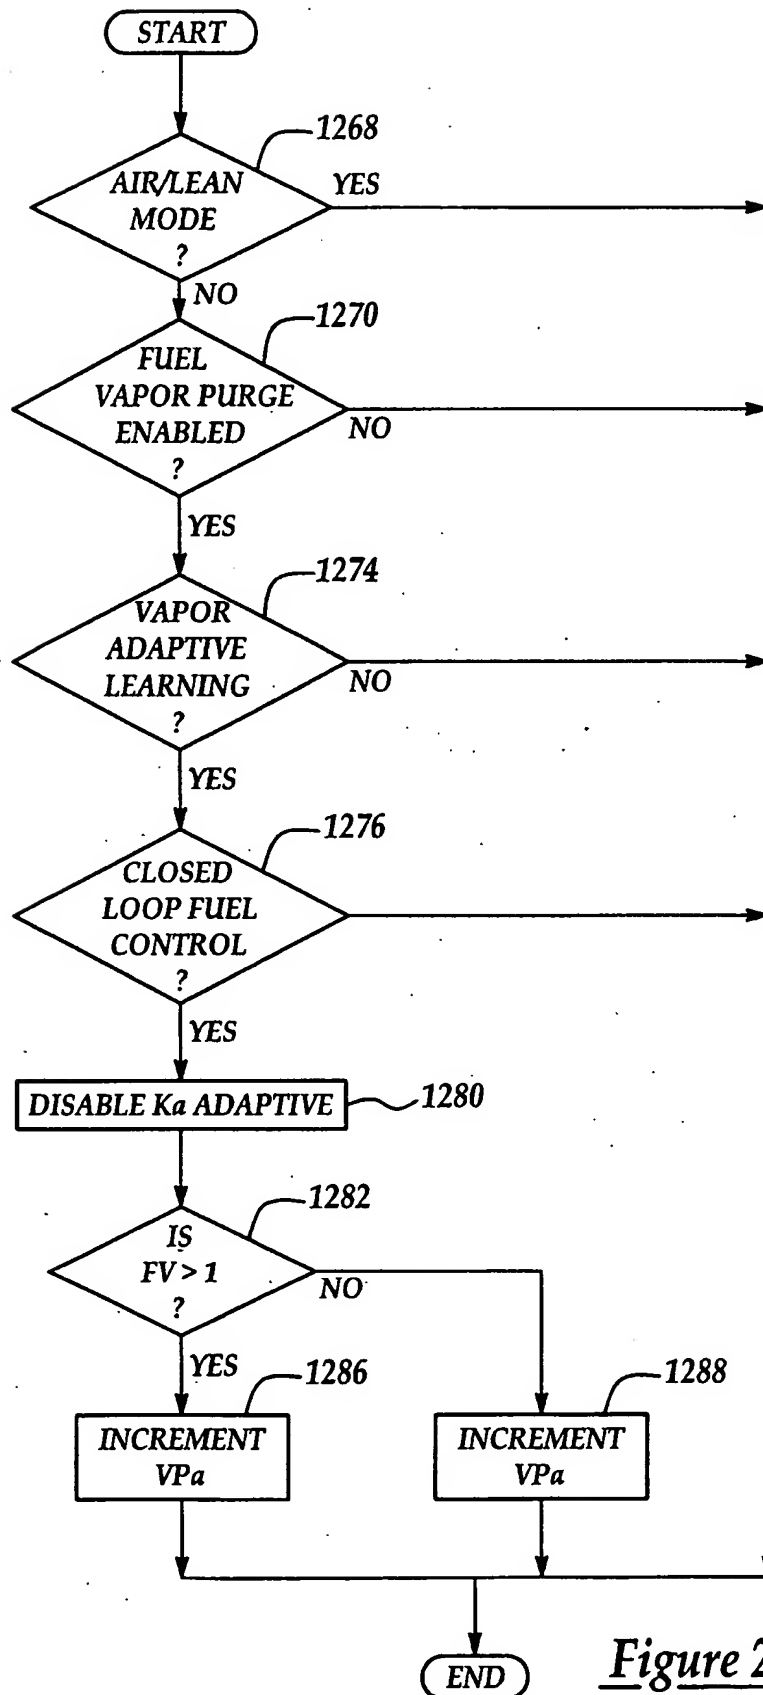 START
1268
AIR/LEAN
MODE
?
YES
NO
1270
FUEL
VAPOR PURGE
ENABLED
?
NO
YES
1274
VAPOR
ADAPTIVE
LEARNING
?
NO
YES
1276
CLOSED
LOOP FUEL
CONTROL
?
YES
DISABLE Ka ADAPTIVE
1280
1282
IS
FV > 1
?
NO
YES
1286
1288
INCREMENT
VPa
INCREMENT
VPa
END
Figure 2